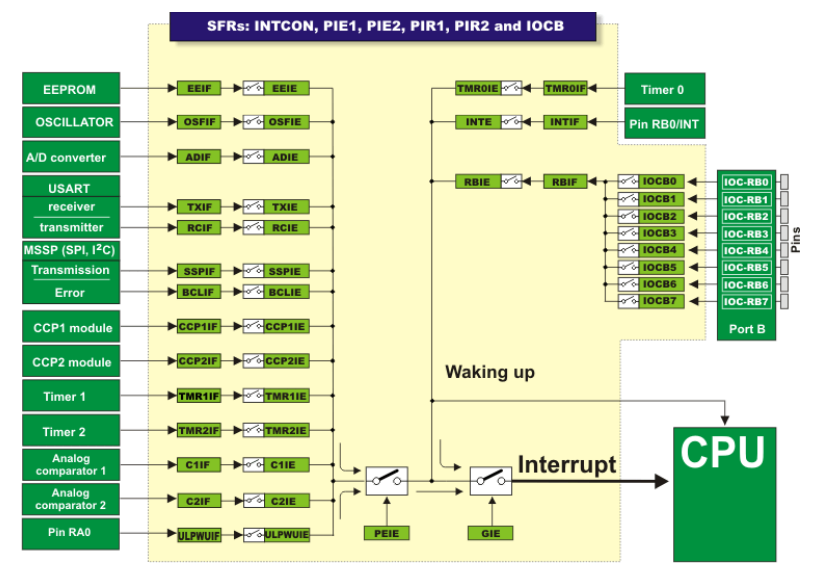 SFRs: INTCON, PIE1, PIE2, PIR1, PIR2 and IOCB
EEPROM EEIF EEIE TMR0IE TMR0IF Timer 0
OSCILLATOR OSFIF OSFIE INTE INTIF Pin RB0/INT
A/D converter ADIF ADIE
RBIE RBIF IOCB0 IOC-RB0
USART
IOCB1 IOC-RB1
receiver TXIF TXIE
IOCB2 IOC-RB2
transmitter RCIF RCIE
IOCB3 IOC-RB3
MSSP (SPI, I²C)
IOCB4 IOC-RB4
Transmission SSPIF SSPIE
IOCB5 IOC-RB5
Error BCLIF BCLIE
IOCB6 IOC-RB6
IOCB7 IOC-RB7
Pins
CCP1 module CCP1IF CCP1IE
Port B
CCP2 module CCP2IF CCP2IE
Waking up
Timer 1 TMR1IF TMR1IE
Timer 2 TMR2IF TMR2IE
Analog
comparator 1 C1IF C1IE
Interrupt
CPU
Analog
comparator 2 C2IF C2IE
Pin RA0 ULPWUIF ULPWUIE
PEIE GIE